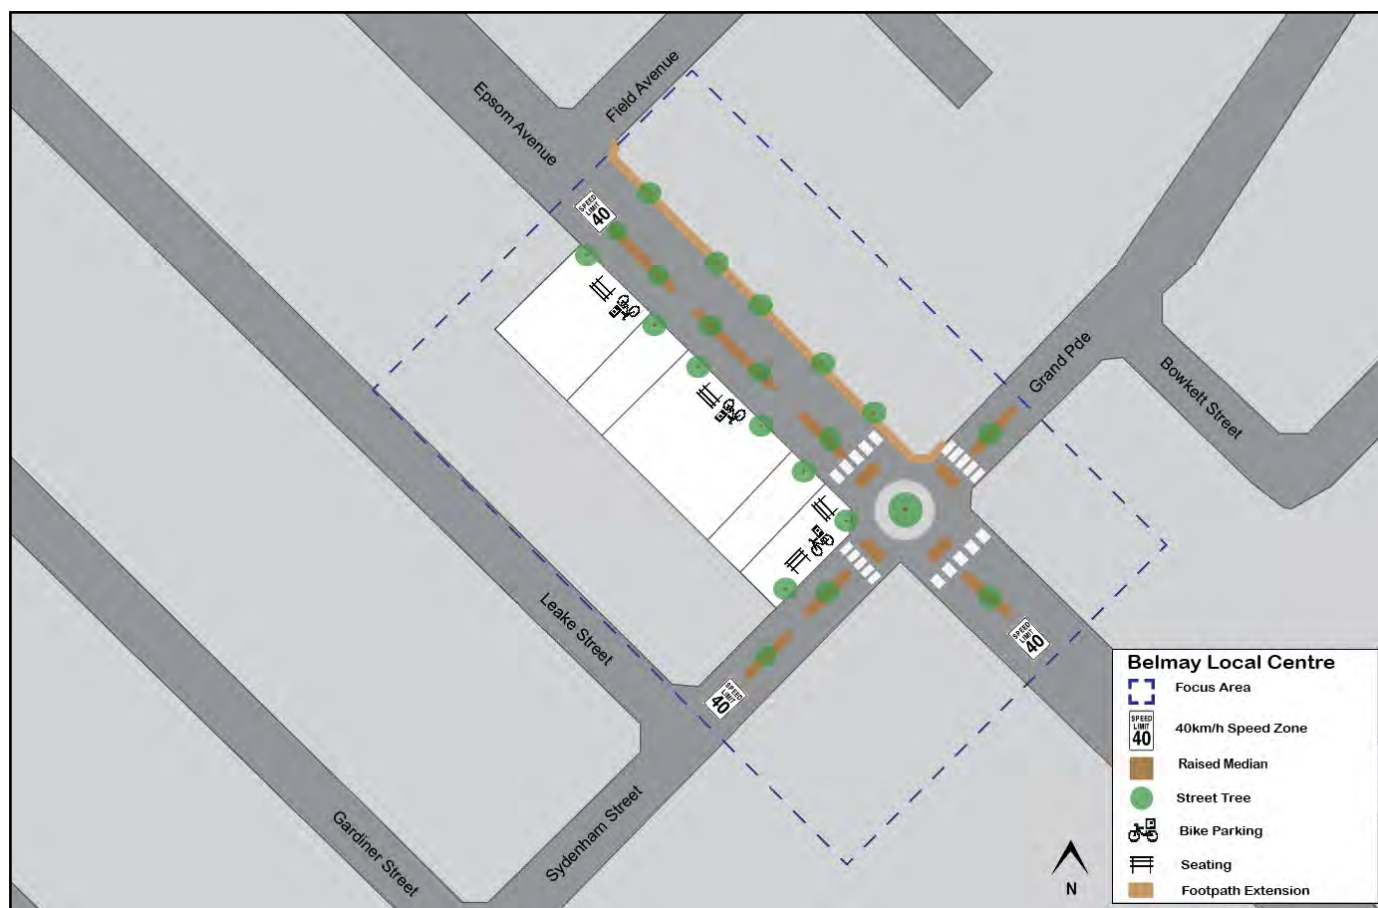 Epsom Avenue
Field Avenue
SPEED
LIMIT
40
Grand Pde
Bowkett Street
Leake Street
SPEED
LIMIT
40
SPEED
LIMIT
40
Gardiner Street
Sydenham Street
N
Belmay Local Centre
Focus Area
SPEED
LIMIT
40
40km/h Speed Zone
Raised Median
Street Tree
Bike Parking
Seating
Footpath Extension